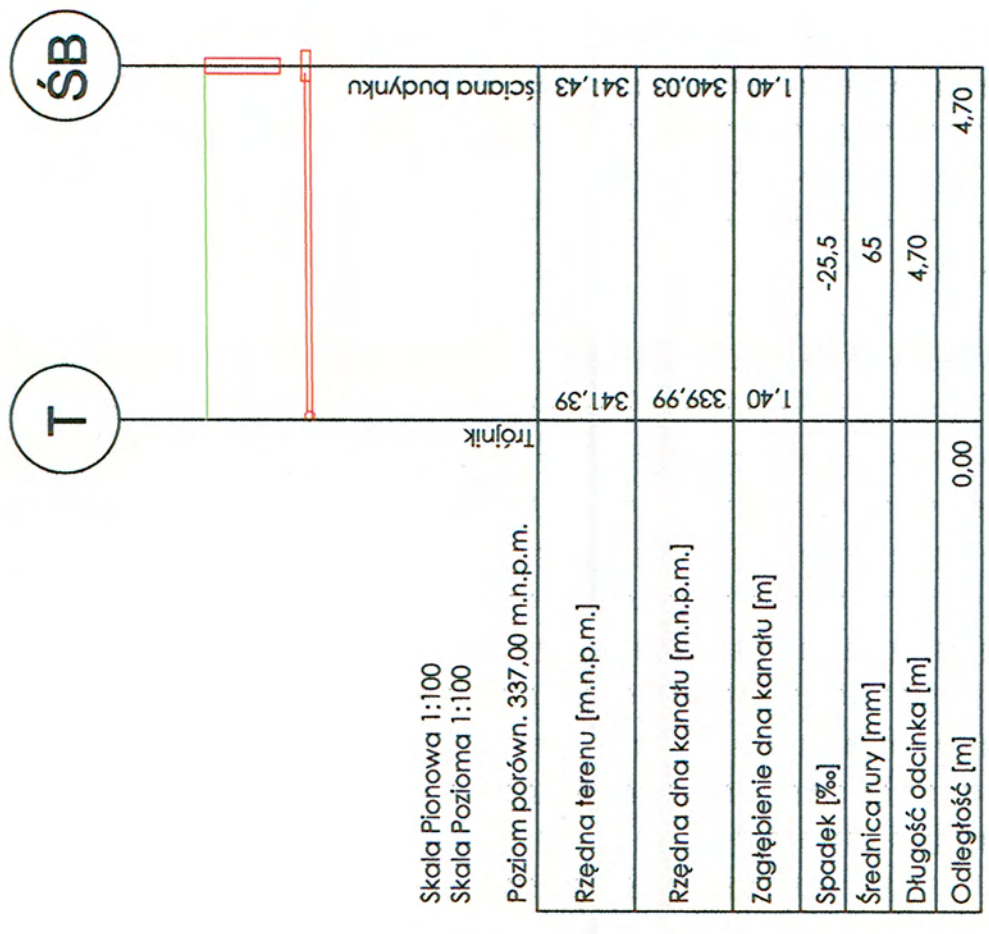 T
ŚB
Skala Pionowa 1:100
Skala Pozioma 1:100
Poziom porówn. 337,00 m.n.p.m.
Trójnik
ściana budynku
Rzędna terenu [m.n.p.m.]
341,39
341,43
Rzędna dna kanału [m.n.p.m.]
339,99
340,03
Zagłębienie dna kanału [m]
1,40
1,40
Spadek [‰]
-25,5
Średnica rury [mm]
65
Długość odcinka [m]
4,70
Odległość [m]
0,00
4,70